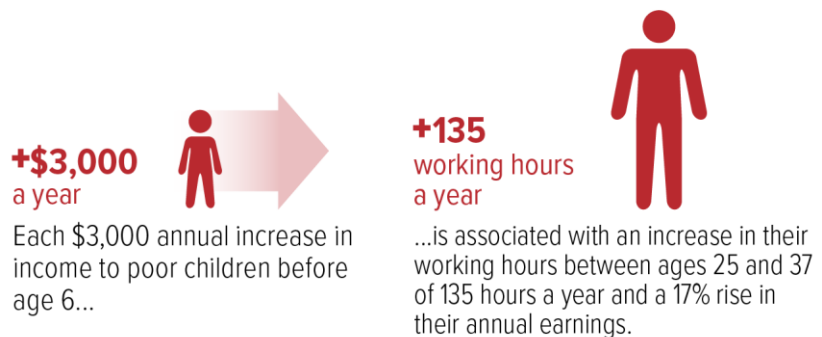 +$3,000
a year
Each $3,000 annual increase in
income to poor children before
age 6...
+135
working hours
a year
...is associated with an increase in their
working hours between ages 25 and 37
of 135 hours a year and a 17% rise in
their annual earnings.